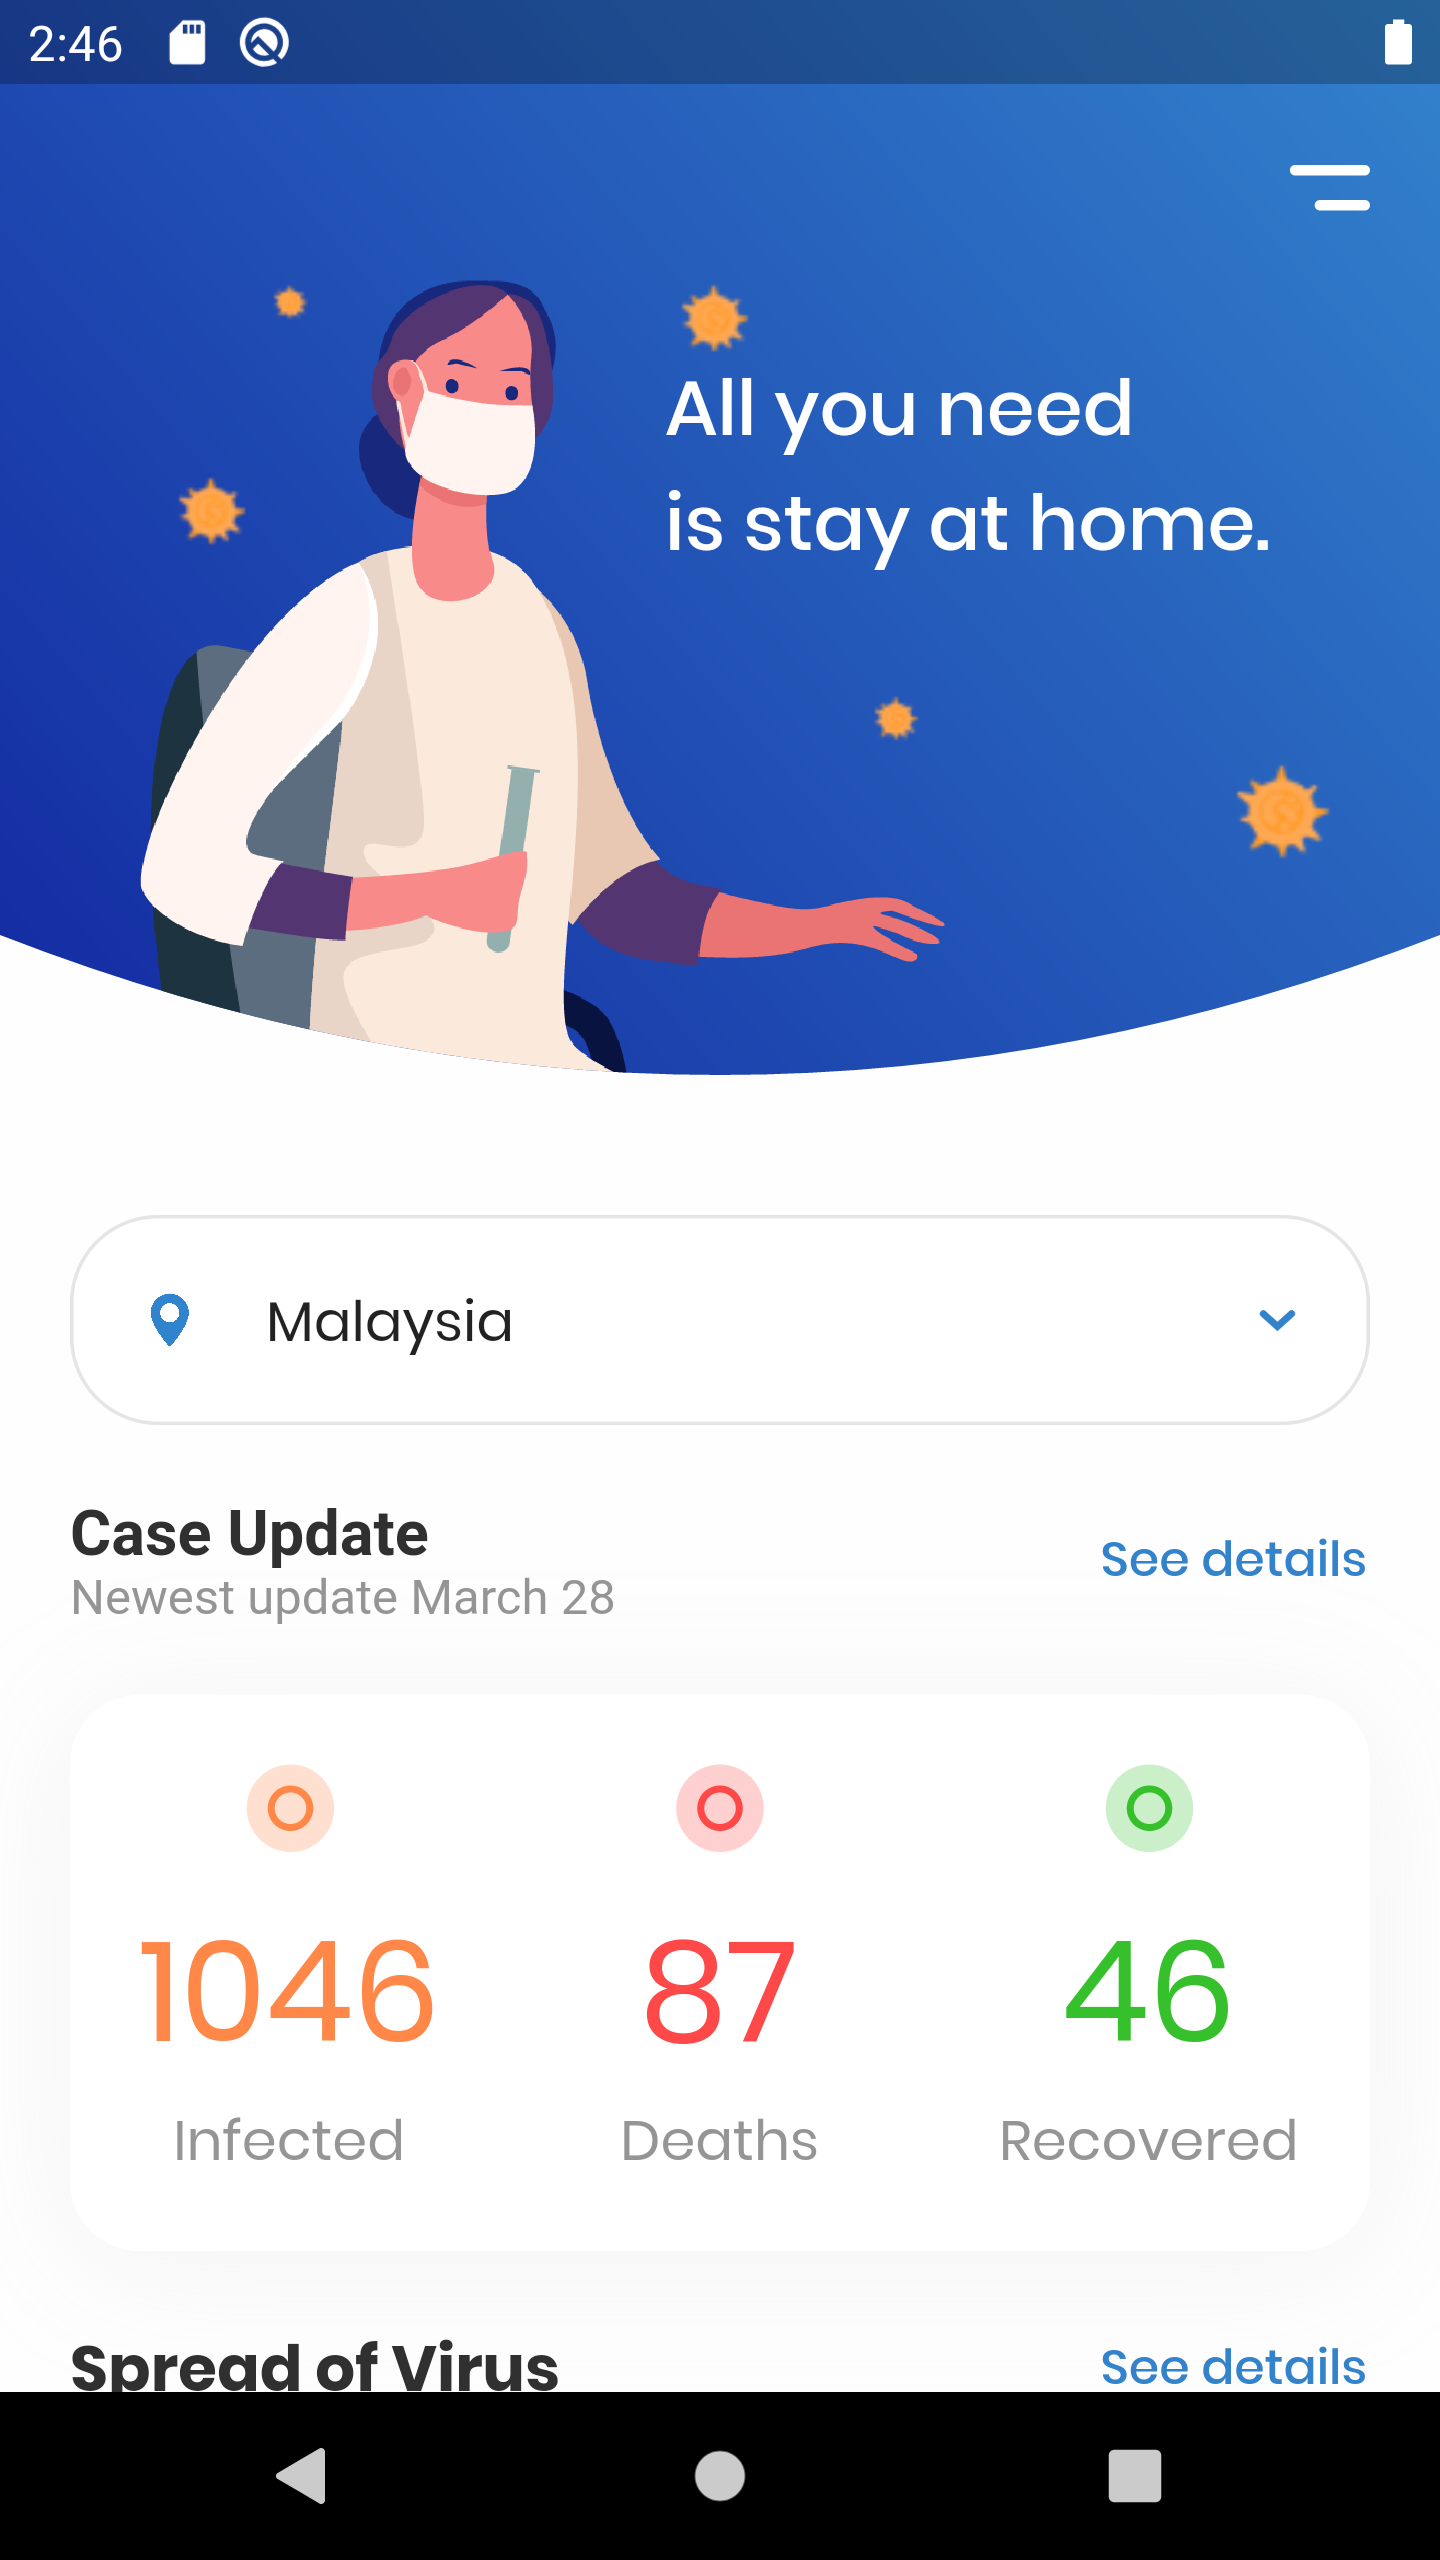 2:46
All you need
is stay at home.
Malaysia
Case Update
See details
Newest update March 28
1046
87
46
Infected
Deaths
Recovered
Spread of Virus
See details